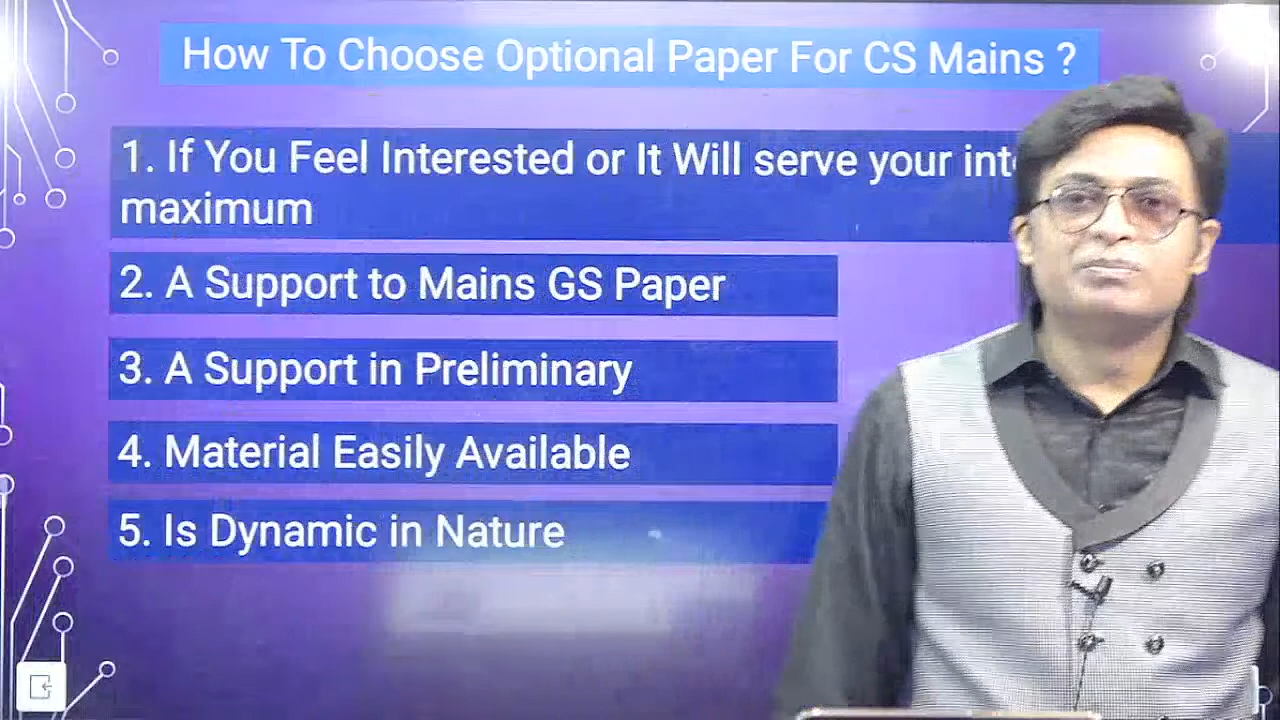 How To Choose Optional Paper For CS Mains ?
1. If You Feel Interested or It Will serve your
maximum
2. A Support to Mains GS Paper
3. A Support in Preliminary
4. Material Easily Available
5. Is Dynamic in Nature